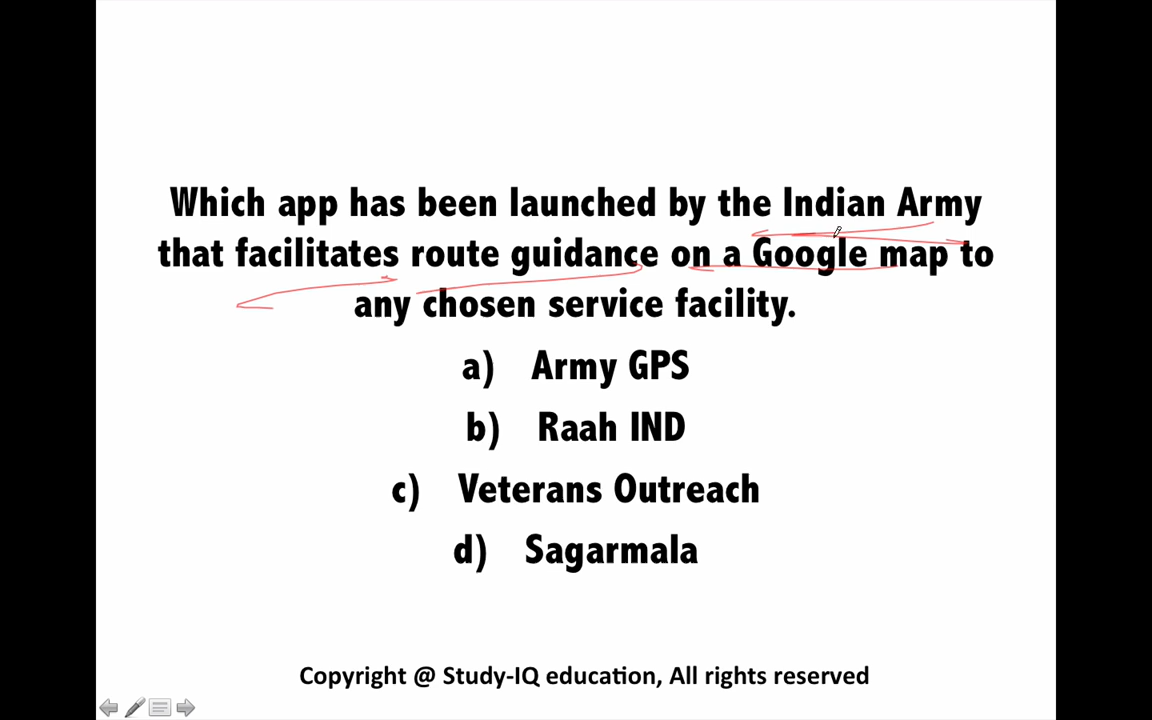 Which app has been launched by the Indian Army
that facilitates route guidance on a Google map to
any chosen service facility.
a) Army GPS
b) Raah IND
c) Veterans Outreach
d) Sagarmala
Copyright @ Study-IQ education, All rights reserved